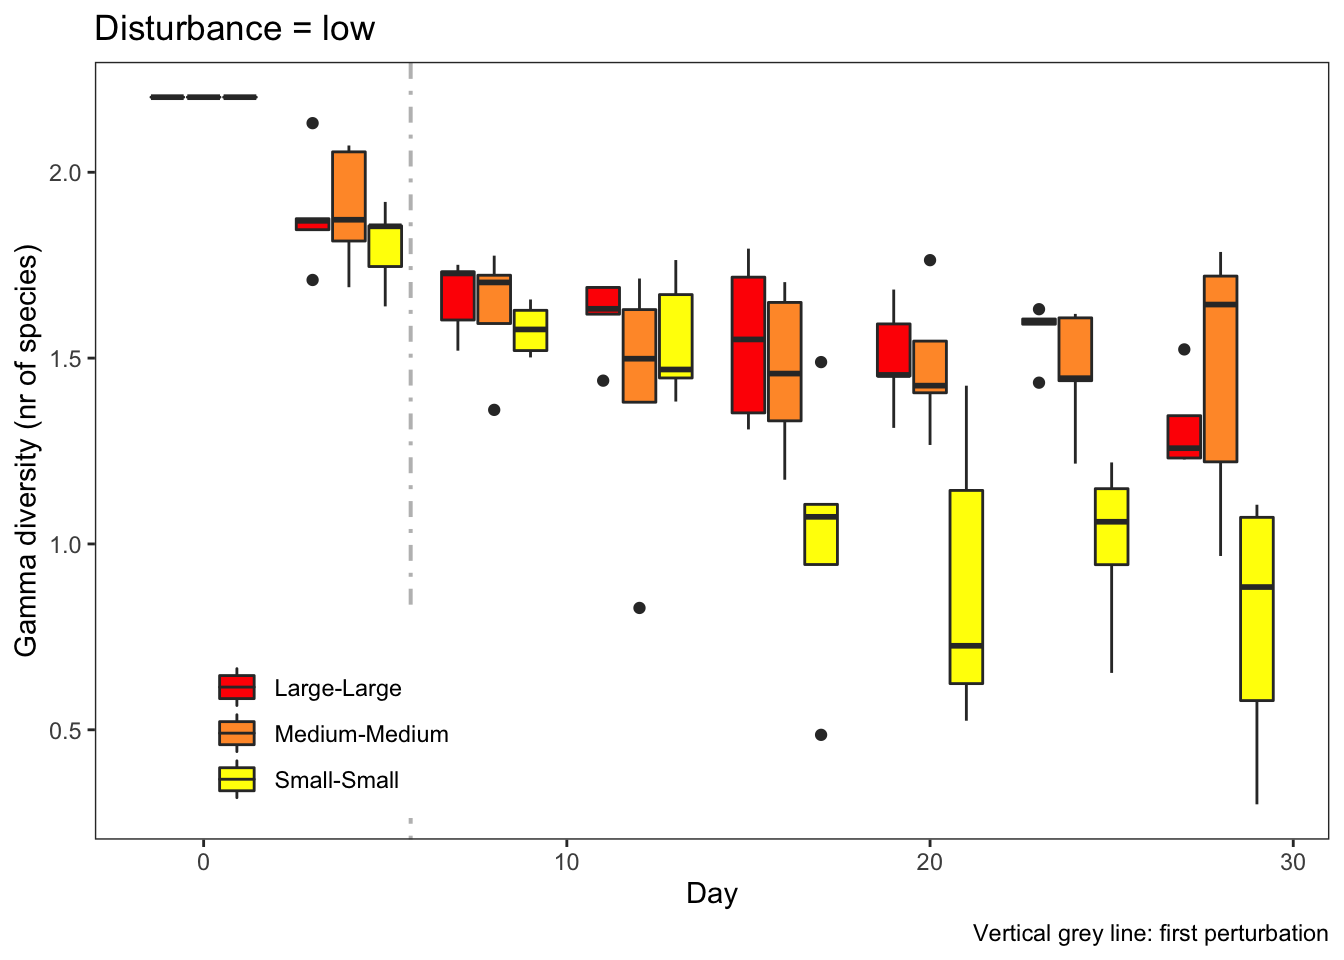 Disturbance = low
Gamma diversity (nr of species)
2.0
1.5
1.0
0.5
Large-Large
Medium-Medium
Small-Small
0
10
20
30
Day
Vertical grey line: first perturbation